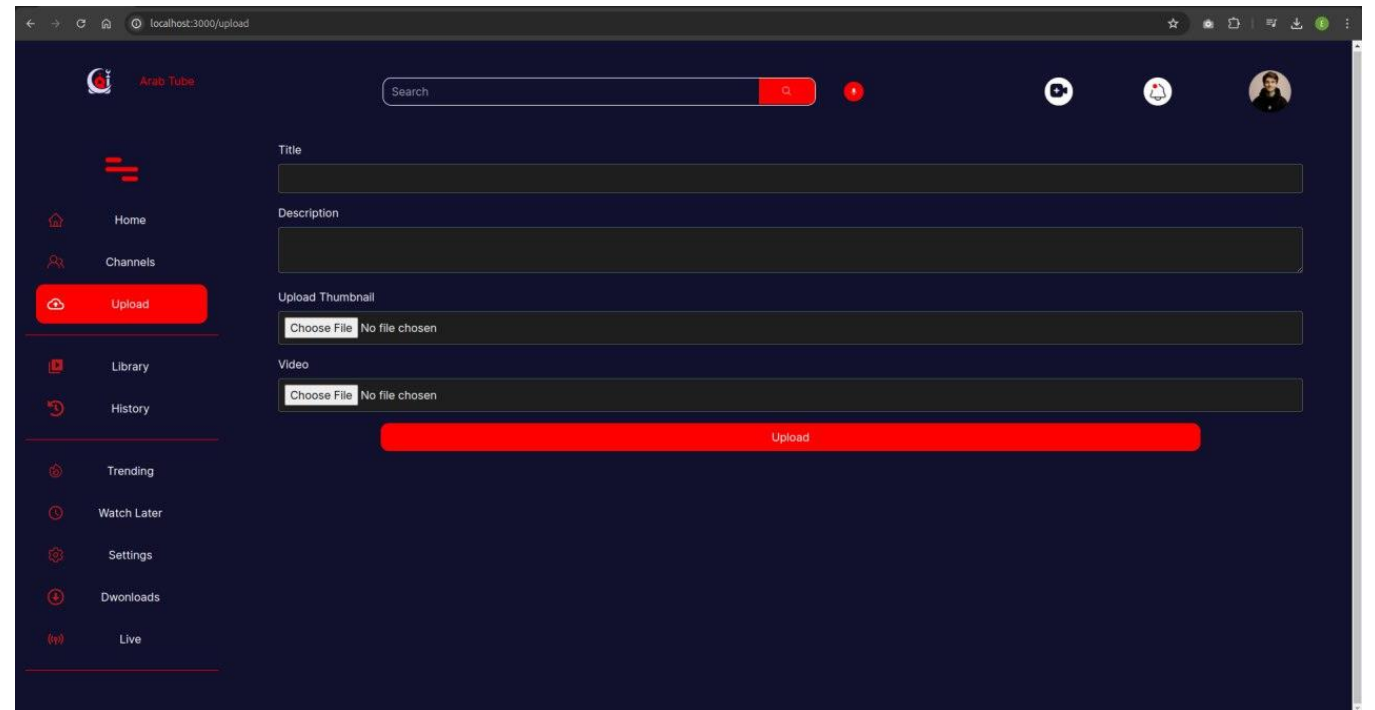 localhost:3000/upload
E
Arab Tube
Search
Title
Home
Description
Channels
Upload
Upload Thumbnail
Choose File No file chosen
Library
Video
History
Choose File No file chosen
Upload
Trending
Watch Later
Settings
Dwonloads
Live